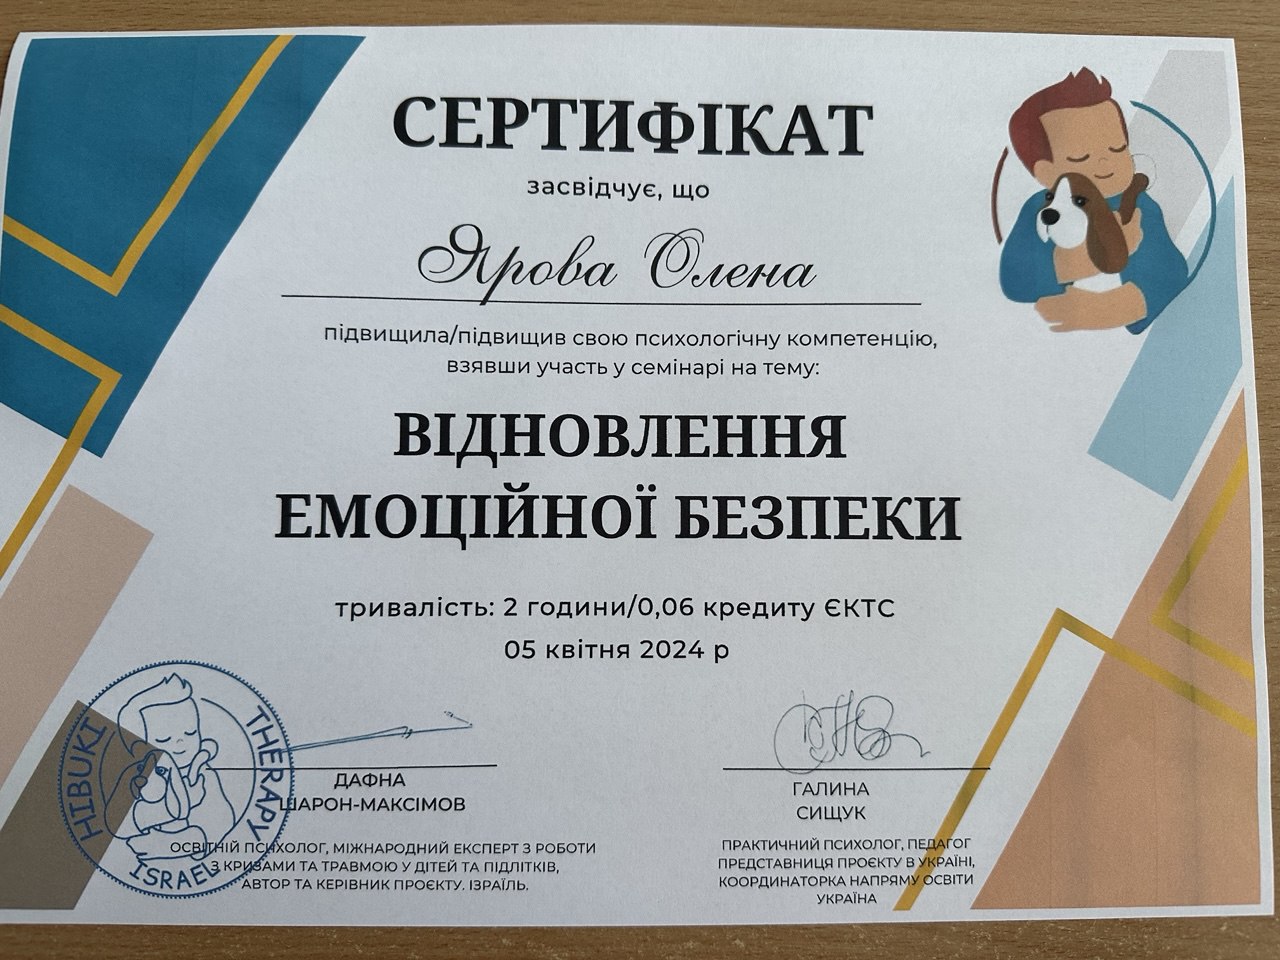 СЕРТИФІКАТ
засвідчує, що
Ярова Олена
підвищила/підвищив свою психологічну компетенцію,
взявши участь у семінарі на тему:
ВІДНОВЛЕННЯ
ЕМОЦІЙНОЇ БЕЗПЕКИ
тривалість: 2 години/0,06 кредиту ЄКТС
05 квітня 2024 р
HIBUKI THERAPY
ISRAEL
ДАФНА
ШАРОН-МАКСІМОВ
ОСВІТНІЙ ПСИХОЛОГ, МІЖНАРОДНИЙ ЕКСПЕРТ З РОБОТИ
З КРИЗАМИ ТА ТРАВМОЮ У ДІТЕЙ ТА ПІДЛІТКІВ,
АВТОР ТА КЕРІВНИК ПРОЄКТУ. ІЗРАЇЛЬ.
ГАЛИНА
СИЩУК
ПРАКТИЧНИЙ ПСИХОЛОГ, ПЕДАГОГ
ПРЕДСТАВНИЦЯ ПРОЄКТУ В УКРАЇНІ,
КООРДИНАТОРКА НАПРЯМУ ОСВІТИ
УКРАЇНА